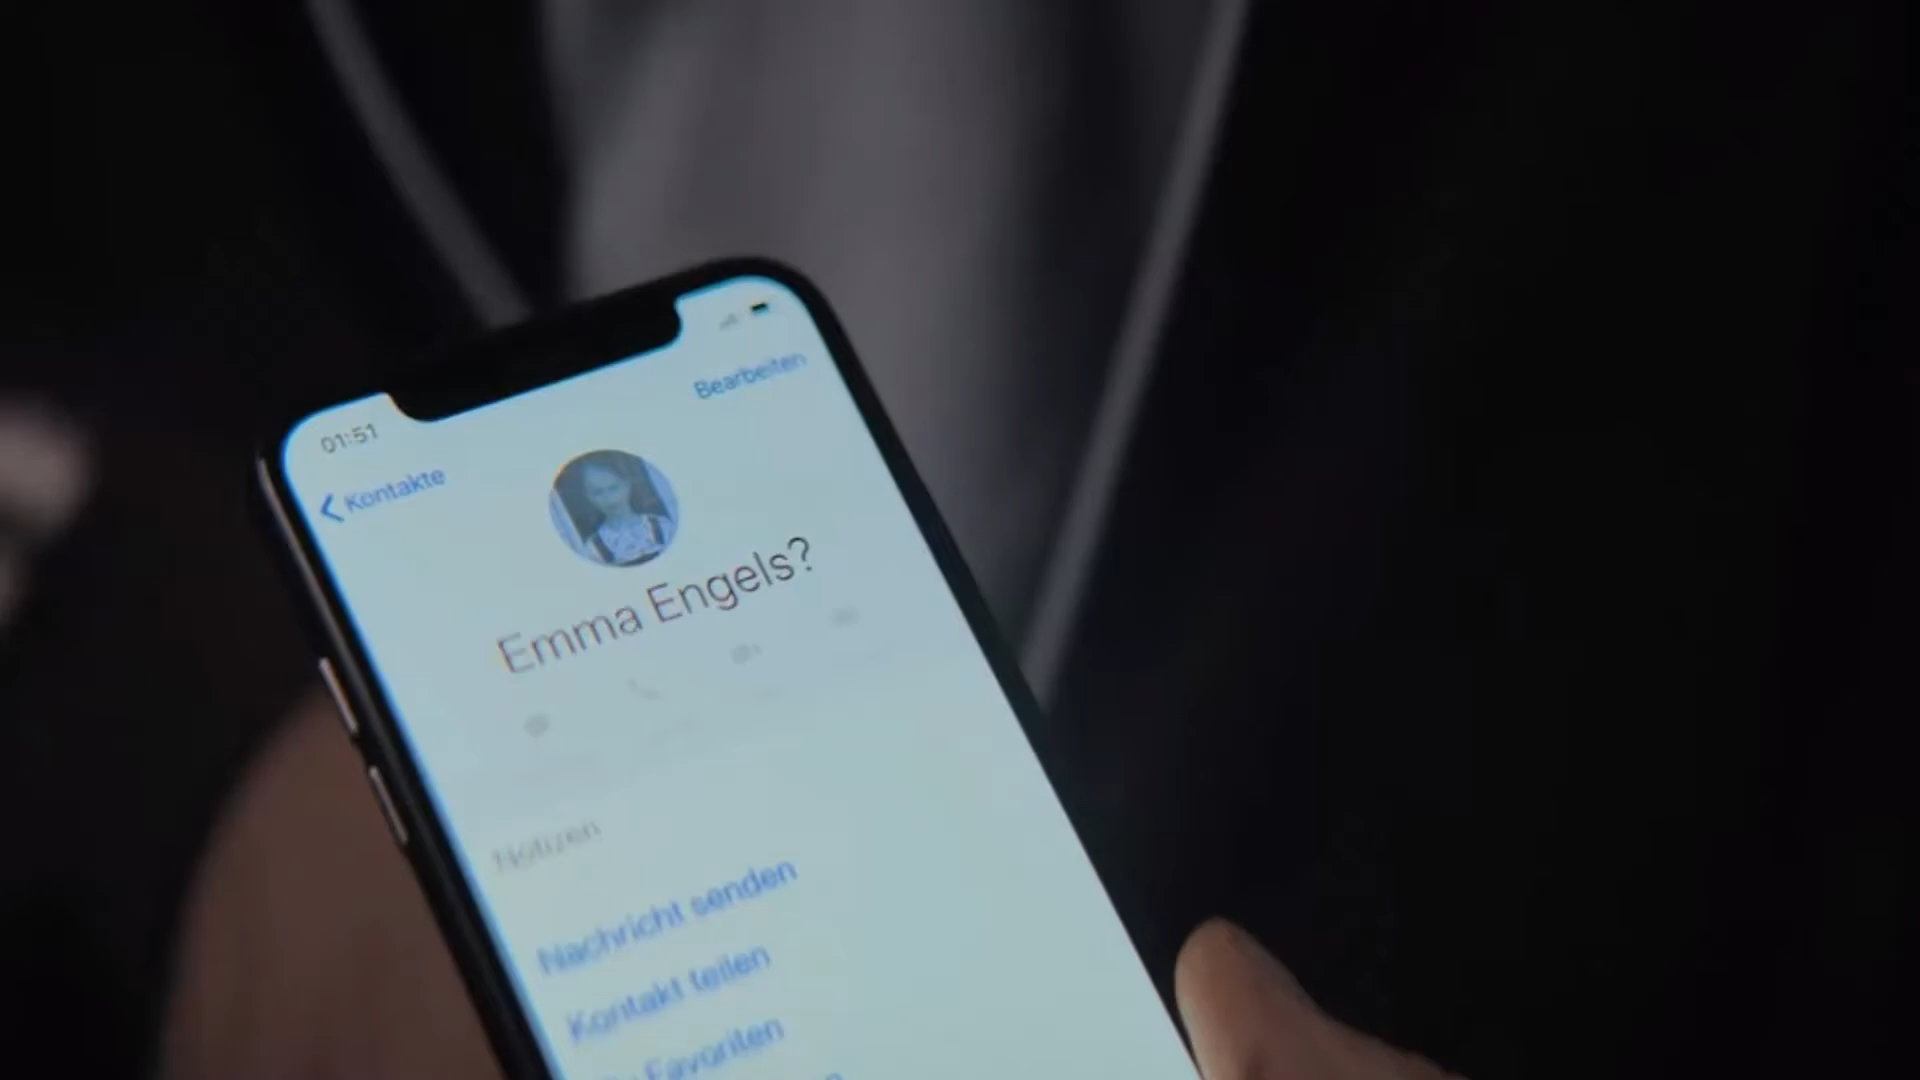 01:51
Bearbeiten
Kontakte
Emma Engels?
Notizen
Nachricht senden
Kontakt teilen
Favoriten